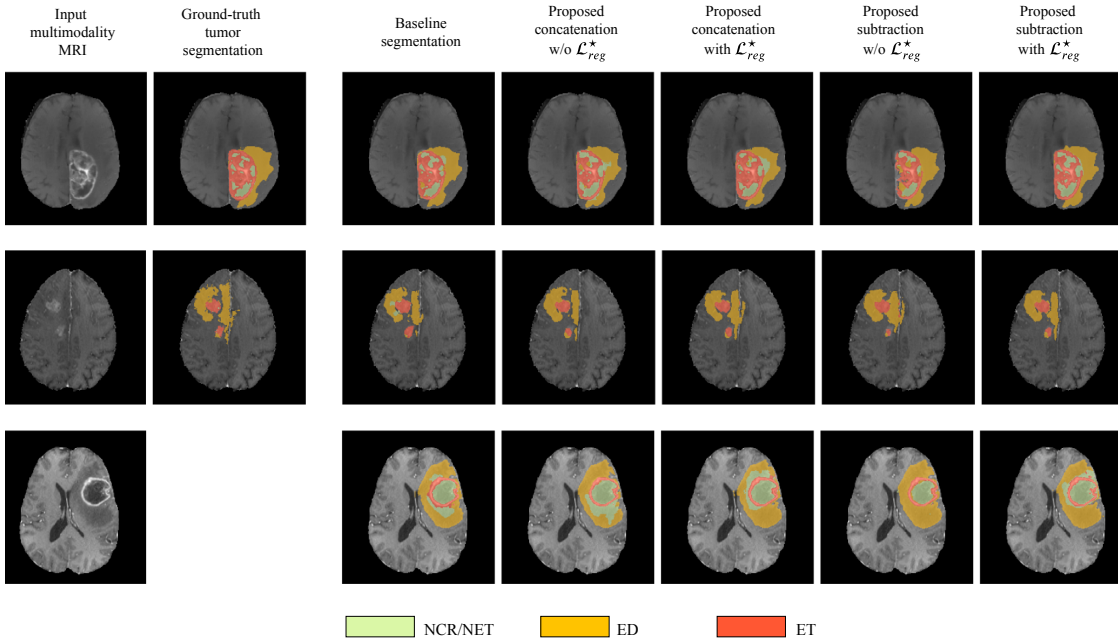 Input
multimodality
MRI
Ground-truth
tumor
segmentation
Baseline
segmentation
Proposed
concatenation
w/o ℒ⋆reg
Proposed
concatenation
with ℒ⋆reg
Proposed
subtraction
w/o ℒ⋆reg
Proposed
subtraction
with ℒ⋆reg
NCR/NET
ED
ET